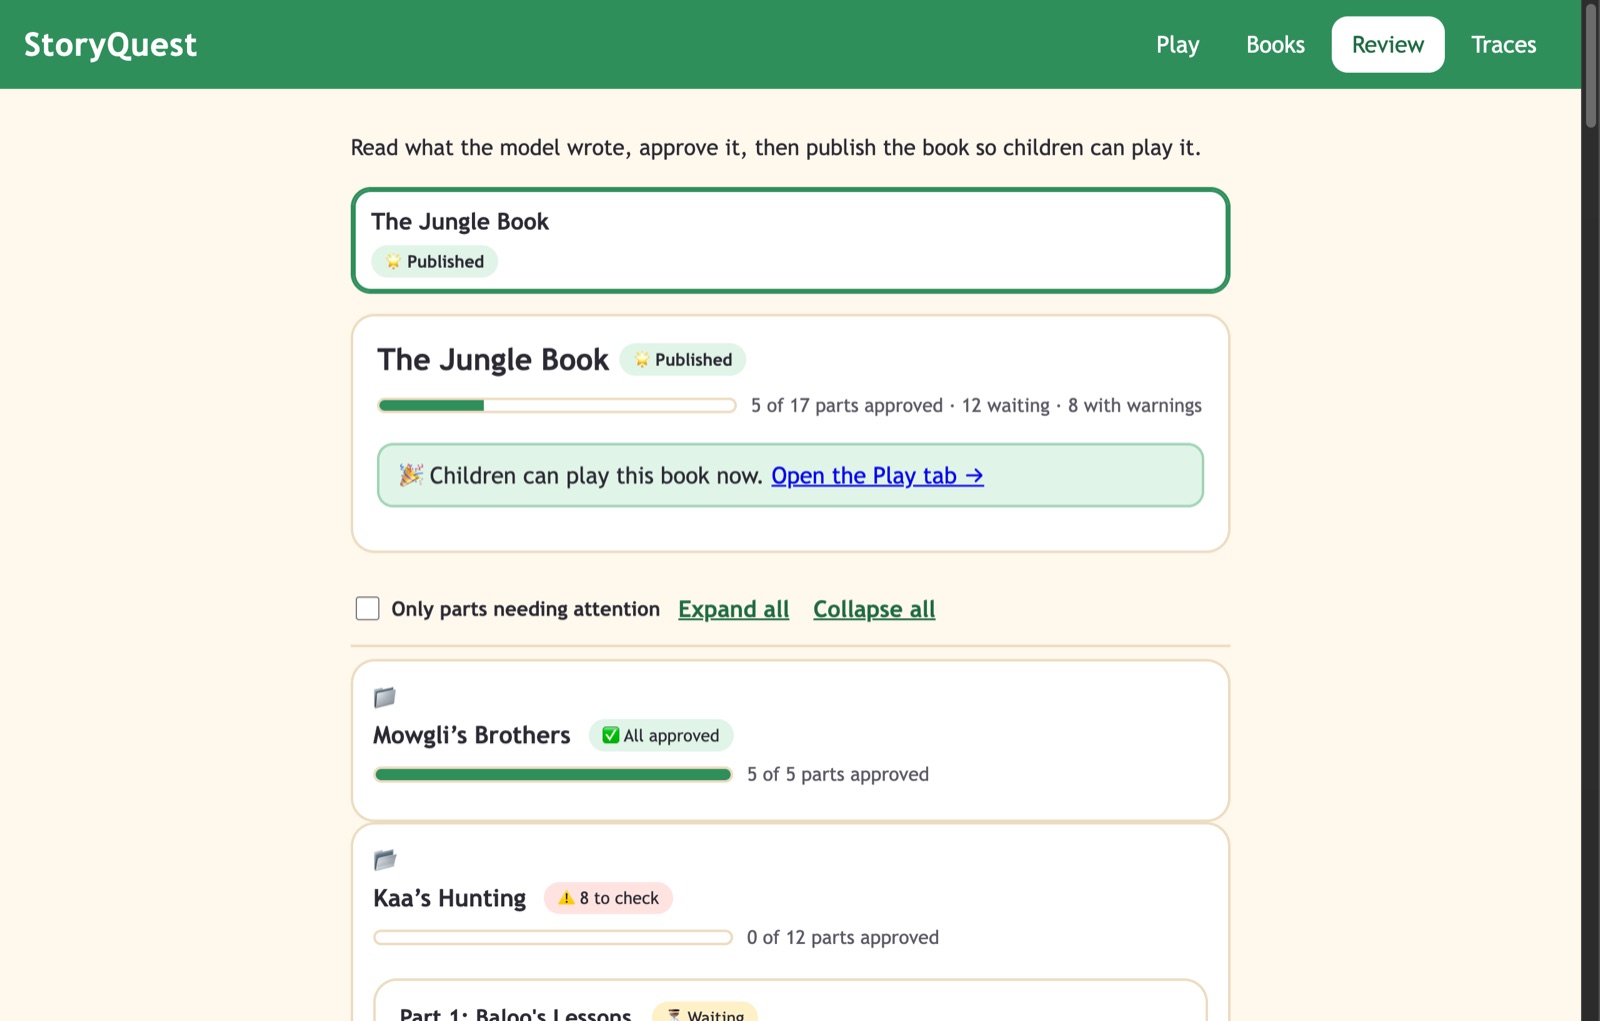 StoryQuest
Play Books Review Traces
Read what the model wrote, approve it, then publish the book so children can play it.
The Jungle Book
Published
The Jungle Book Published
5 of 17 parts approved · 12 waiting · 8 with warnings
Children can play this book now. Open the Play tab →
Only parts needing attention Expand all Collapse all
Mowgli’s Brothers All approved
5 of 5 parts approved
Kaa’s Hunting 8 to check
0 of 12 parts approved
Part 1: Baloo's Lessons Waiting